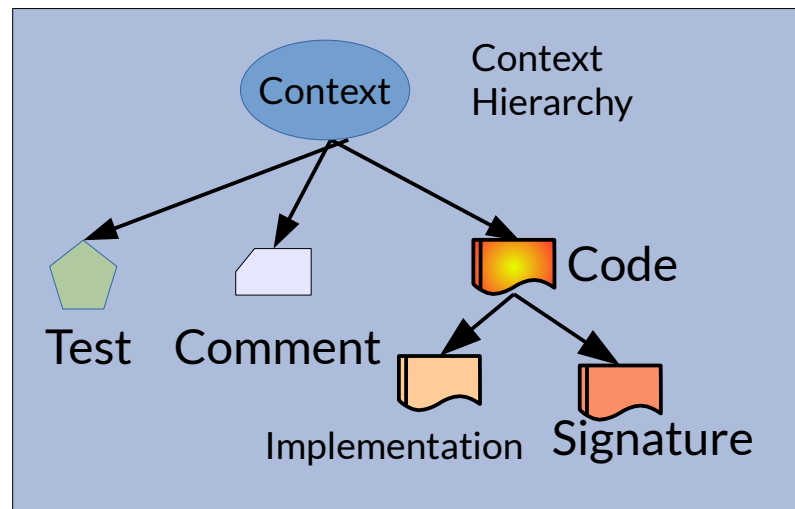 Context
Context
Hierarchy
Code
Test
Comment
Implementation
Signature